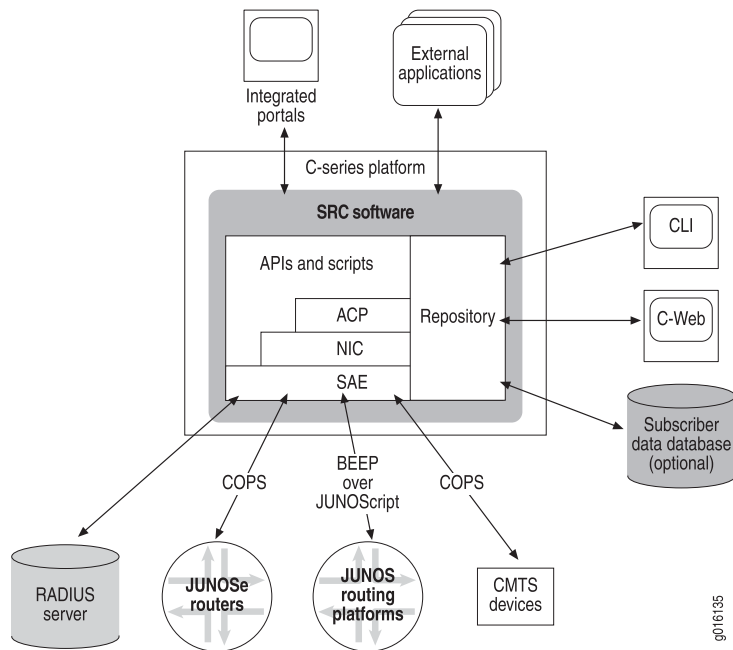 External
applications
Integrated
portals
C-series platform
SRC software
CLI
APIs and scripts
ACP
Repository
C-Web
NIC
SAE
Subscriber
data database
(optional)
BEEP
over
JUNOScript
COPS
COPS
RADIUS
server
JUNOSe
routers
JUNOS
routing
platforms
CMTS
devices
g016135